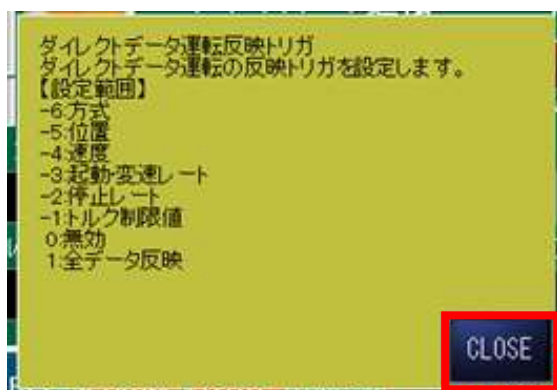 ダイレクトデータ運転反映トリガ
ダイレクトデータ運転の反映トリガを設定します。
【設定範囲】
-6:方式
-5:位置
-4:速度
-3:起動・変速レート
-2:停止レート
-1:トルク制限値
0:無効
1:全データ反映
CLOSE